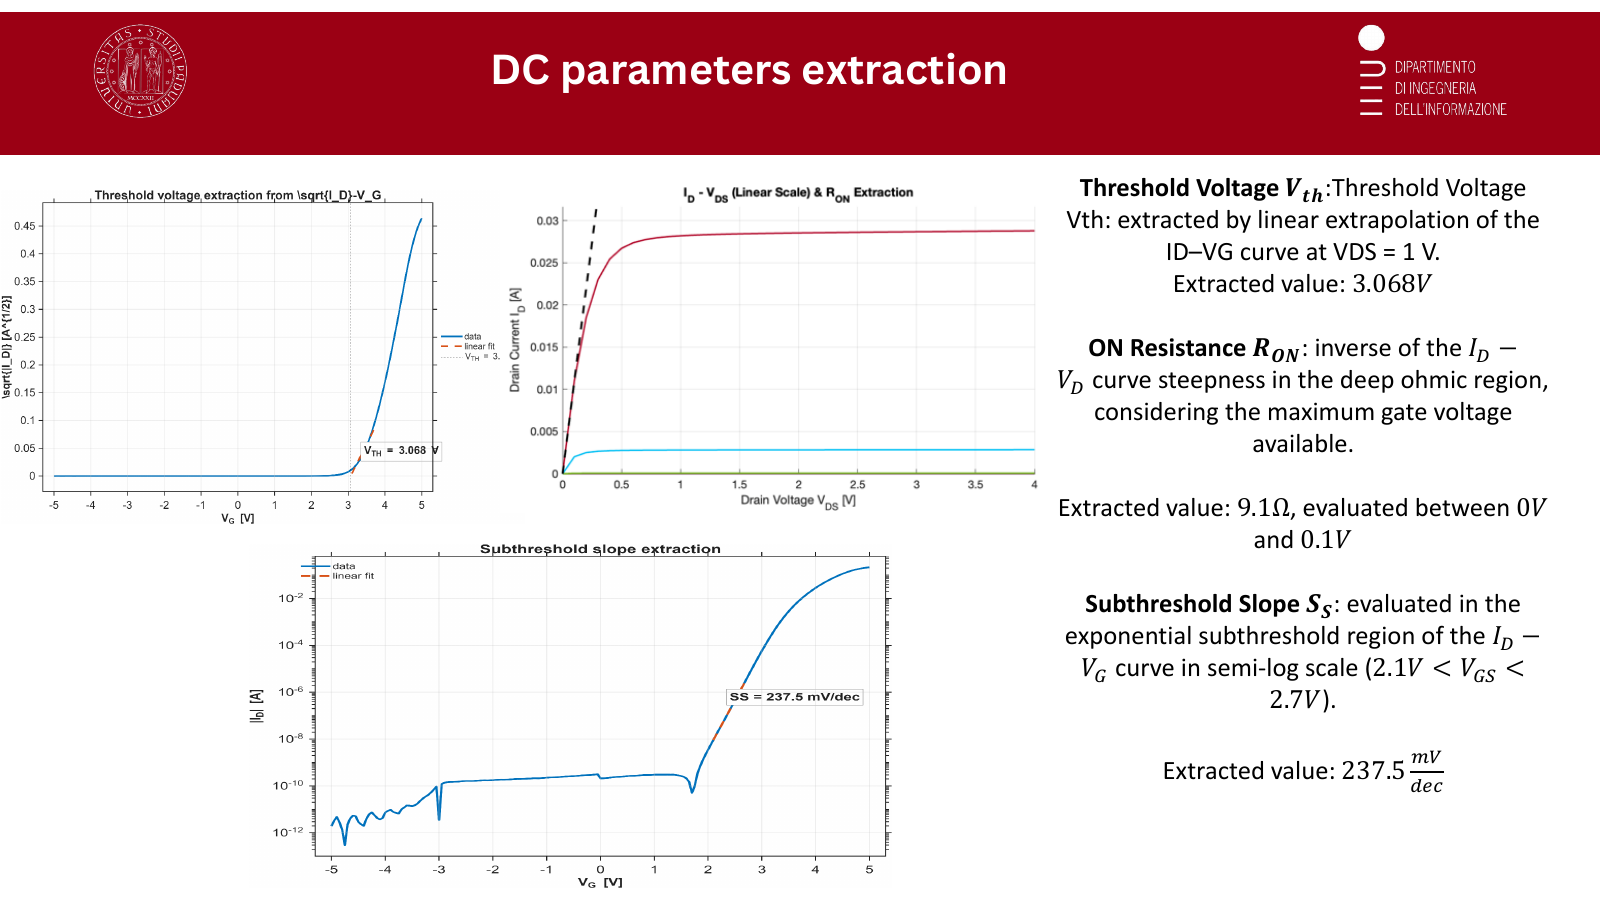 DC parameters extraction
UNIVERSITAS STUDII PADUANI
MCCXXII
DIPARTIMENTO
DI INGEGNERIA
DELL'INFORMAZIONE
Threshold voltage extraction from \sqrt{I_D}-V_G
\sqrt{|I_D|} [A^{1/2}]
0.45
0.4
0.35
0.3
0.25
0.2
0.15
0.1
0.05
0
-5 -4 -3 -2 -1 0 1 2 3 4 5
V_G [V]
data
linear fit
V_TH = 3.
V_TH = 3.068 V
I_D - V_DS (Linear Scale) & R_ON Extraction
Drain Current I_D [A]
0.03
0.025
0.02
0.015
0.01
0.005
0
0 0.5 1 1.5 2 2.5 3 3.5 4
Drain Voltage V_DS [V]
Subthreshold slope extraction
data
linear fit
|I_D| [A]
10^-2
10^-4
10^-6
10^-8
10^-10
10^-12
SS = 237.5 mV/dec
-5 -4 -3 -2 -1 0 1 2 3 4 5
V_G [V]
Threshold Voltage V_th:Threshold Voltage
Vth: extracted by linear extrapolation of the
ID–VG curve at VDS = 1 V.
Extracted value: 3.068V
ON Resistance R_ON: inverse of the I_D −
V_D curve steepness in the deep ohmic region,
considering the maximum gate voltage
available.
Extracted value: 9.1Ω, evaluated between 0V
and 0.1V
Subthreshold Slope S_S: evaluated in the
exponential subthreshold region of the I_D −
V_G curve in semi-log scale (2.1V < V_GS <
2.7V).
Extracted value: 237.5 mV/dec